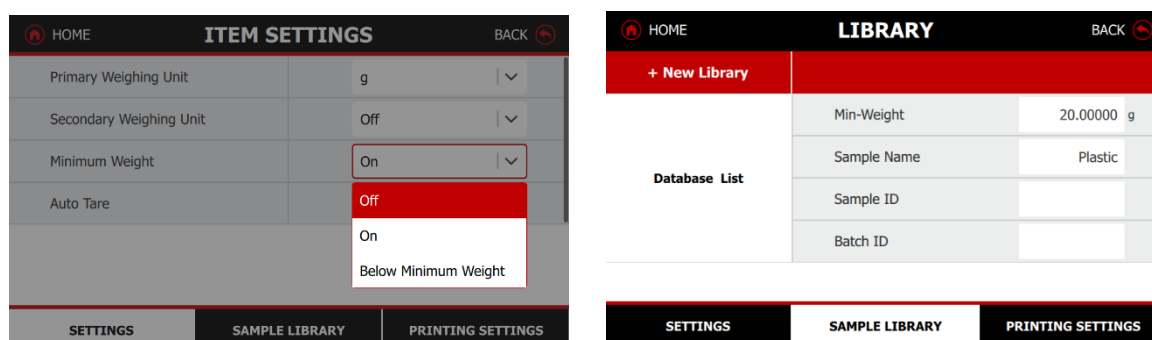 HOME ITEM SETTINGS BACK
Primary Weighing Unit g
Secondary Weighing Unit Off
Minimum Weight On
Auto Tare Off
On
Below Minimum Weight
SETTINGS SAMPLE LIBRARY PRINTING SETTINGS
HOME LIBRARY BACK
+ New Library
Min-Weight 20.00000 g
Sample Name Plastic
Database List
Sample ID
Batch ID
SETTINGS SAMPLE LIBRARY PRINTING SETTINGS